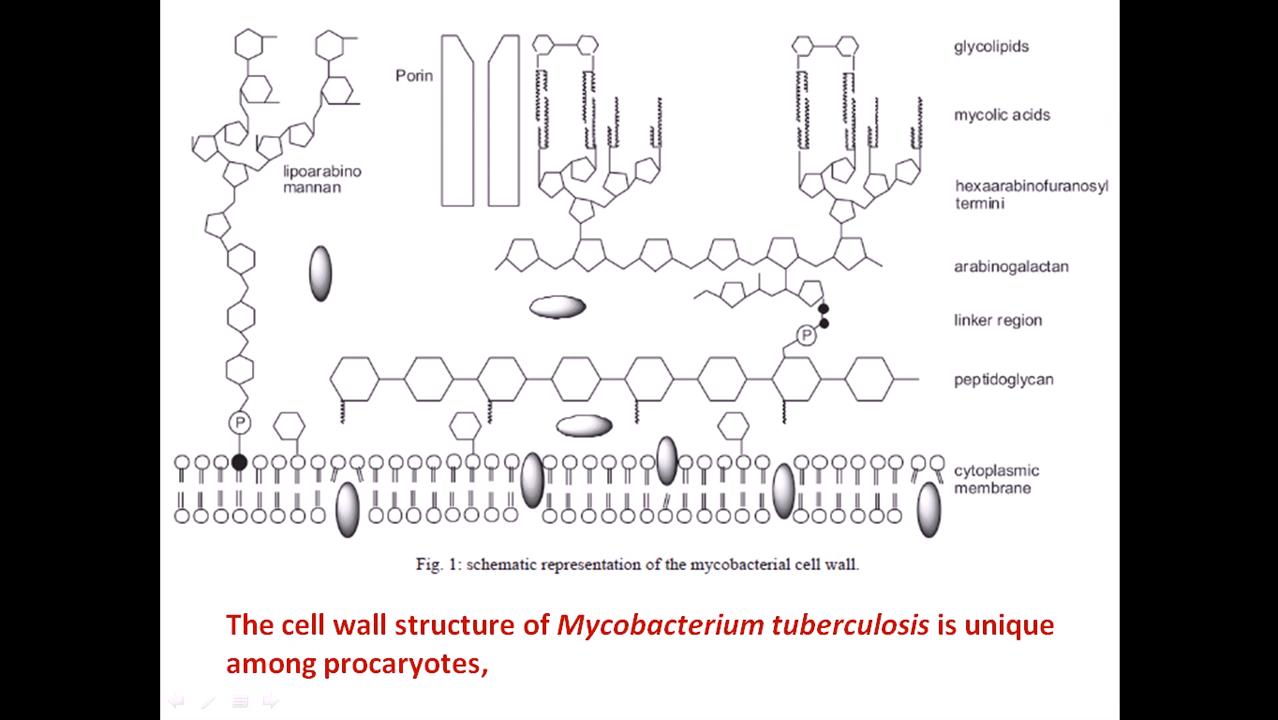 glycolipids
Porin
mycolic acids
lipoarabino
mannan
hexaarabinofuranosyl
termini
arabinogalactan
linker region
P
peptidoglycan
P
cytoplasmic
membrane
Fig. 1: schematic representation of the mycobacterial cell wall.
The cell wall structure of Mycobacterium tuberculosis is unique
among procaryotes,